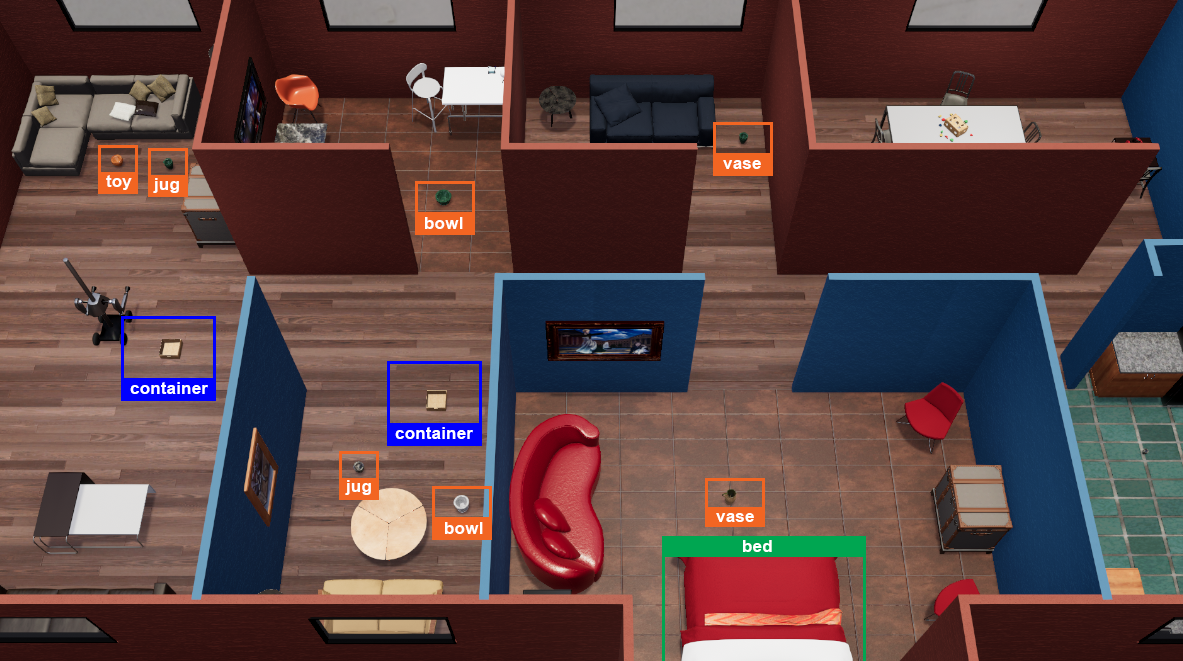 vase
toy
jug
bowl
container
container
jug
bowl
vase
bed